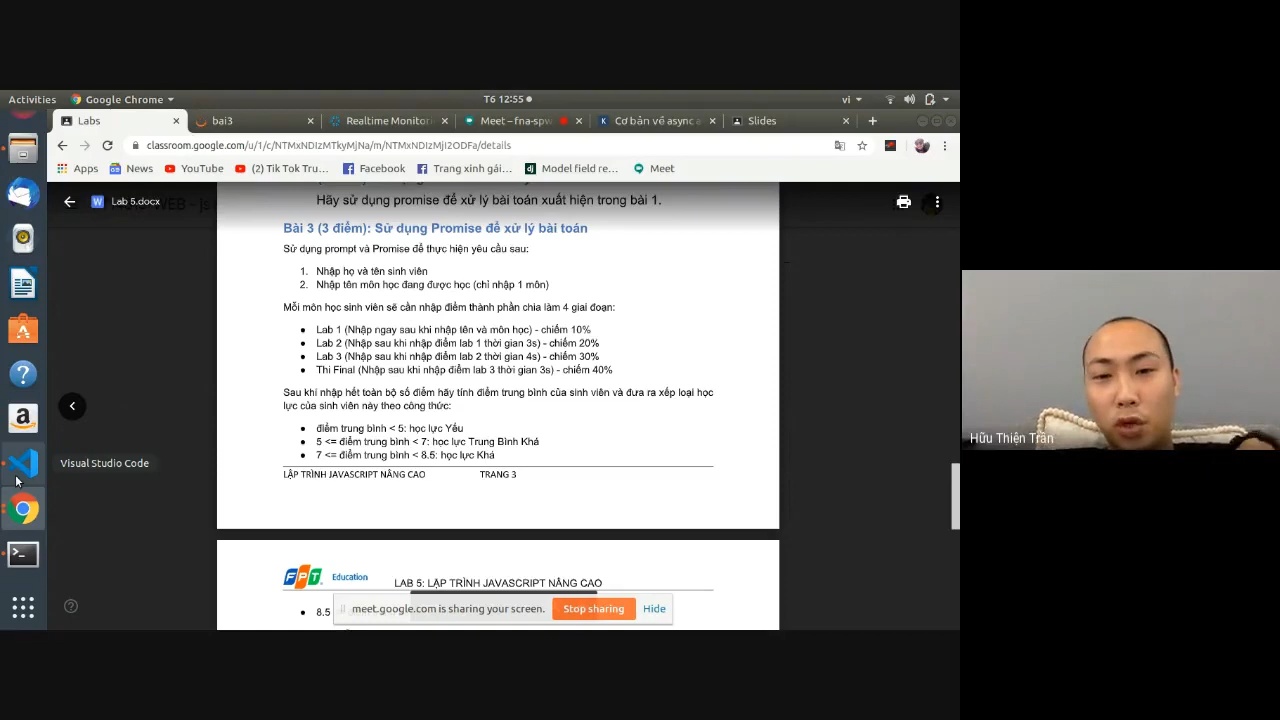 Activities
Google Chrome
T6 12:55
vi
Labs
bai3
Realtime Monitori
Meet – fna-spw
Cơ bản về async a
Slides
classroom.google.com/u/1/c/NTMxNDIzMTkyMjNa/m/NTMxNDIzMjI2ODFa/details
Apps
News
YouTube
(2) Tik Tok Tru...
Facebook
Trang xinh gái...
Model field re...
Meet
Lab 5.docx
Hãy sử dụng promise để xử lý bài toán xuất hiện trong bài 1.
Bài 3 (3 điểm): Sử dụng Promise để xử lý bài toán
Sử dụng prompt và Promise để thực hiện yêu cầu sau:
1. Nhập họ và tên sinh viên
2. Nhập tên môn học đang được học (chỉ nhập 1 môn)
Mỗi môn học sinh viên sẽ cần nhập điểm thành phần chia làm 4 giai đoạn:
● Lab 1 (Nhập ngay sau khi nhập tên và môn học) - chiếm 10%
● Lab 2 (Nhập sau khi nhập điểm lab 1 thời gian 3s) - chiếm 20%
● Lab 3 (Nhập sau khi nhập điểm lab 2 thời gian 4s) - chiếm 30%
● Thi Final (Nhập sau khi nhập điểm lab 3 thời gian 3s) - chiếm 40%
Sau khi nhập hết toàn bộ số điểm hãy tính điểm trung bình của sinh viên và đưa ra xếp loại học
lực của sinh viên này theo công thức:
● điểm trung bình < 5: học lực Yếu
● 5 <= điểm trung bình < 7: học lực Trung Bình Khá
● 7 <= điểm trung bình < 8.5: học lực Khá
LẬP TRÌNH JAVASCRIPT NÂNG CAO TRANG 3
Visual Studio Code
FPT Education
LAB 5: LẬP TRÌNH JAVASCRIPT NÂNG CAO
● 8.5
meet.google.com is sharing your screen.
Stop sharing
Hide
Hữu Thiện Trần